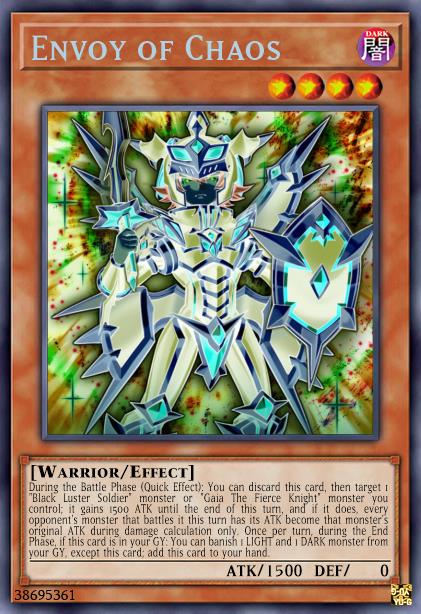 Envoy of Chaos
DARK
闇
[Warrior/Effect]
During the Battle Phase (Quick Effect): You can discard this card, then target 1
"Black Luster Soldier" monster or "Gaia The Fierce Knight" monster you
control; it gains 1500 ATK until the end of this turn, and if it does, every
opponent's monster that battles it this turn has its ATK become that monster's
original ATK during damage calculation only. Once per turn, during the End
Phase, if this card is in your GY: You can banish 1 LIGHT and 1 DARK monster from
your GY, except this card; add this card to your hand.
ATK/1500 DEF/ 0
38695361